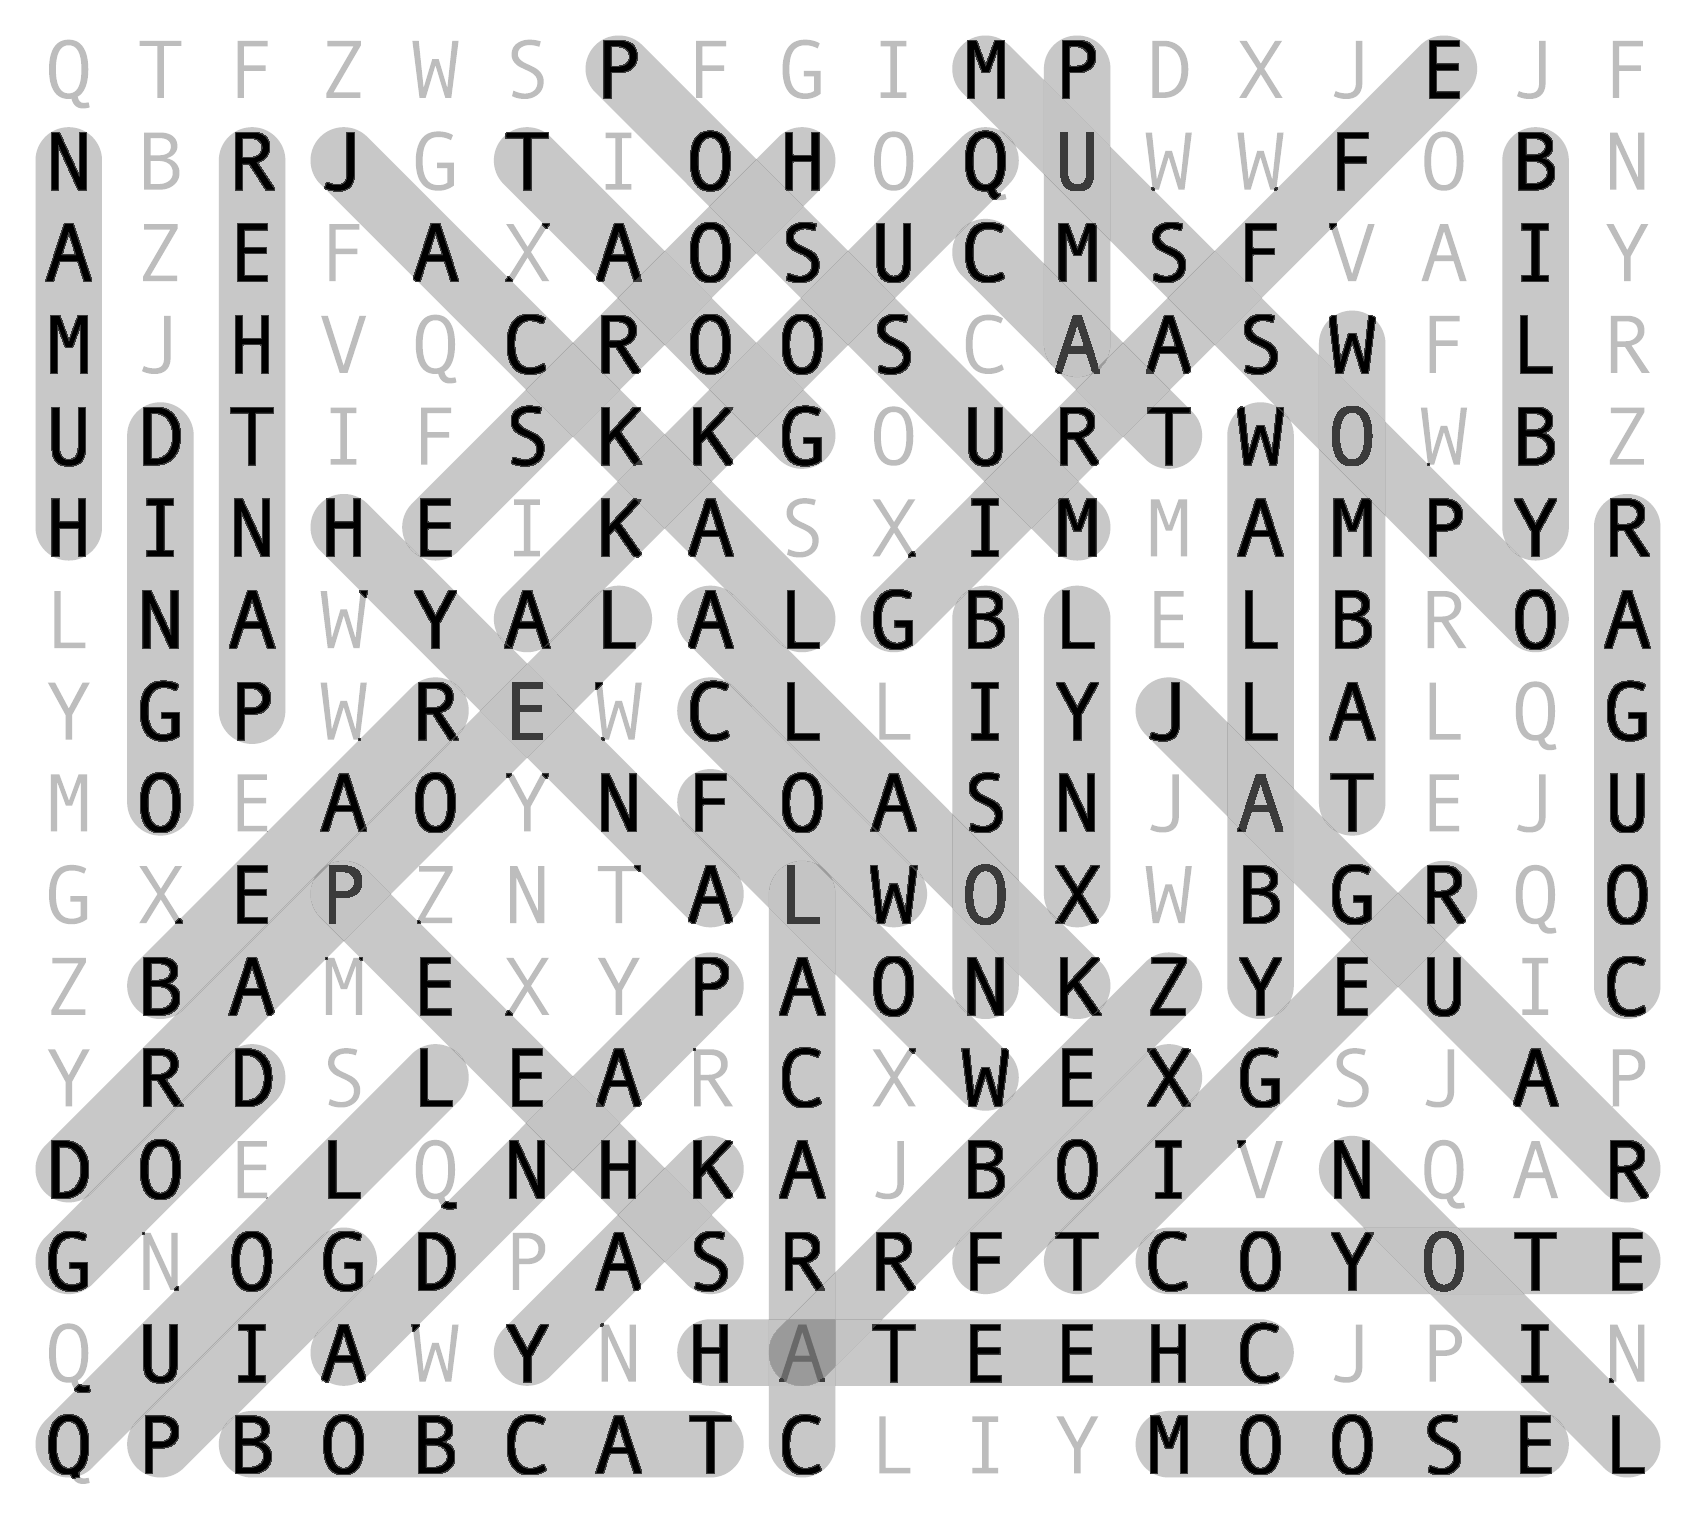 Q T F Z W S P F G I M P D X J E J F
N B R J G T I O H O Q U W W F O B N
A Z E F A X A O S U C M S F V A I Y
M J H V Q C R O O S C A A S W F L R
U D T I F S K K G O U R T W O W B Z
H I N H E I K A S X I M M A M P Y R
L N A W Y A L A L G B L E L B R O A
Y G P W R E W C L L I Y J L A L Q G
M O E A O Y N F O A S N J A T E J U
G X E P Z N T A L W O X W B G R Q O
Z B A M E X Y P A O N K Z Y E U I C
Y R D S L E A R C X W E X G S J A P
D O E L Q N H K A J B O I V N Q A R
G N O G D P A S R R F T C O Y O T E
Q U I A W Y N H A T E E H C J P I N
Q P B O B C A T C L I Y M O O S E L